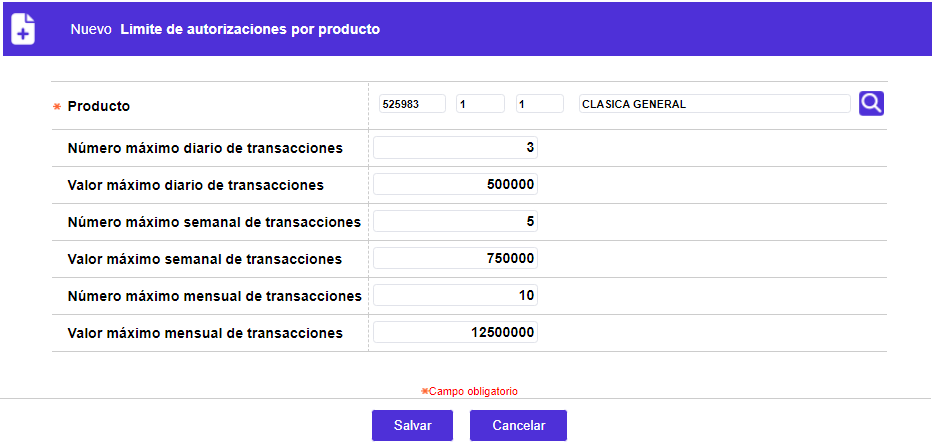 Nuevo Limite de autorizaciones por producto
* Producto 525983 1 1 CLASICA GENERAL
Número máximo diario de transacciones 3
Valor máximo diario de transacciones 500000
Número máximo semanal de transacciones 5
Valor máximo semanal de transacciones 750000
Número máximo mensual de transacciones 10
Valor máximo mensual de transacciones 12500000
*Campo obligatorio
Salvar Cancelar